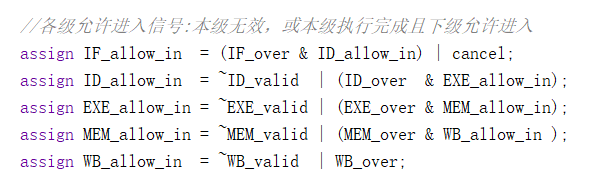 //各级允许进入信号:本级无效，或本级执行完成且下级允许进入
assign IF_allow_in  = (IF_over & ID_allow_in) | cancel;
assign ID_allow_in  = ~ID_valid  | (ID_over  & EXE_allow_in);
assign EXE_allow_in = ~EXE_valid | (EXE_over & MEM_allow_in);
assign MEM_allow_in = ~MEM_valid | (MEM_over & WB_allow_in );
assign WB_allow_in  = ~WB_valid  | WB_over;